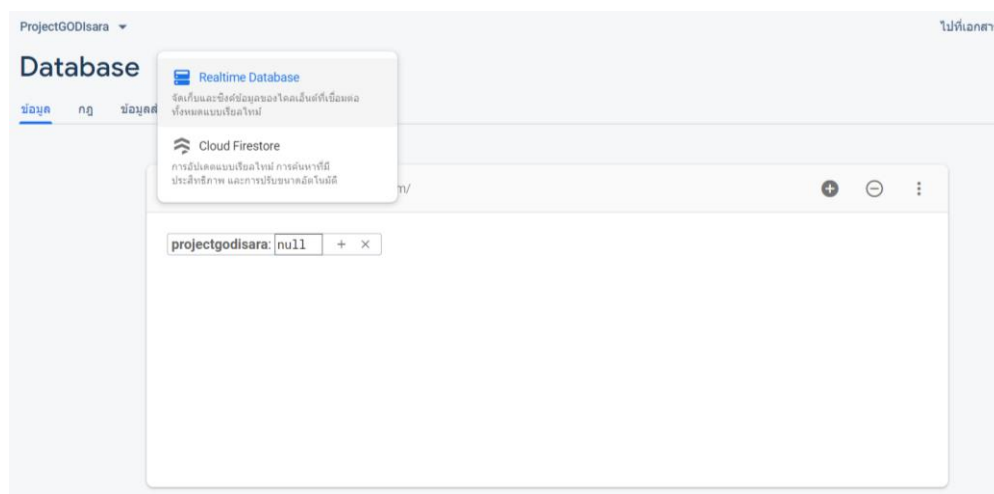 ProjectGODIsara
ไปที่เอกสาร
Database
Realtime Database
จัดเก็บและซิงค์ข้อมูลของไคลเอ็นต์ที่เชื่อมต่อ
ทั้งหมดแบบเรียลไทม์
ข้อมูล กฎ
Cloud Firestore
การอัปเดตแบบเรียลไทม์ การค้นหาที่มี
ประสิทธิภาพ และการปรับขนาดอัตโนมัติ
m/
projectgodisara: null + ×